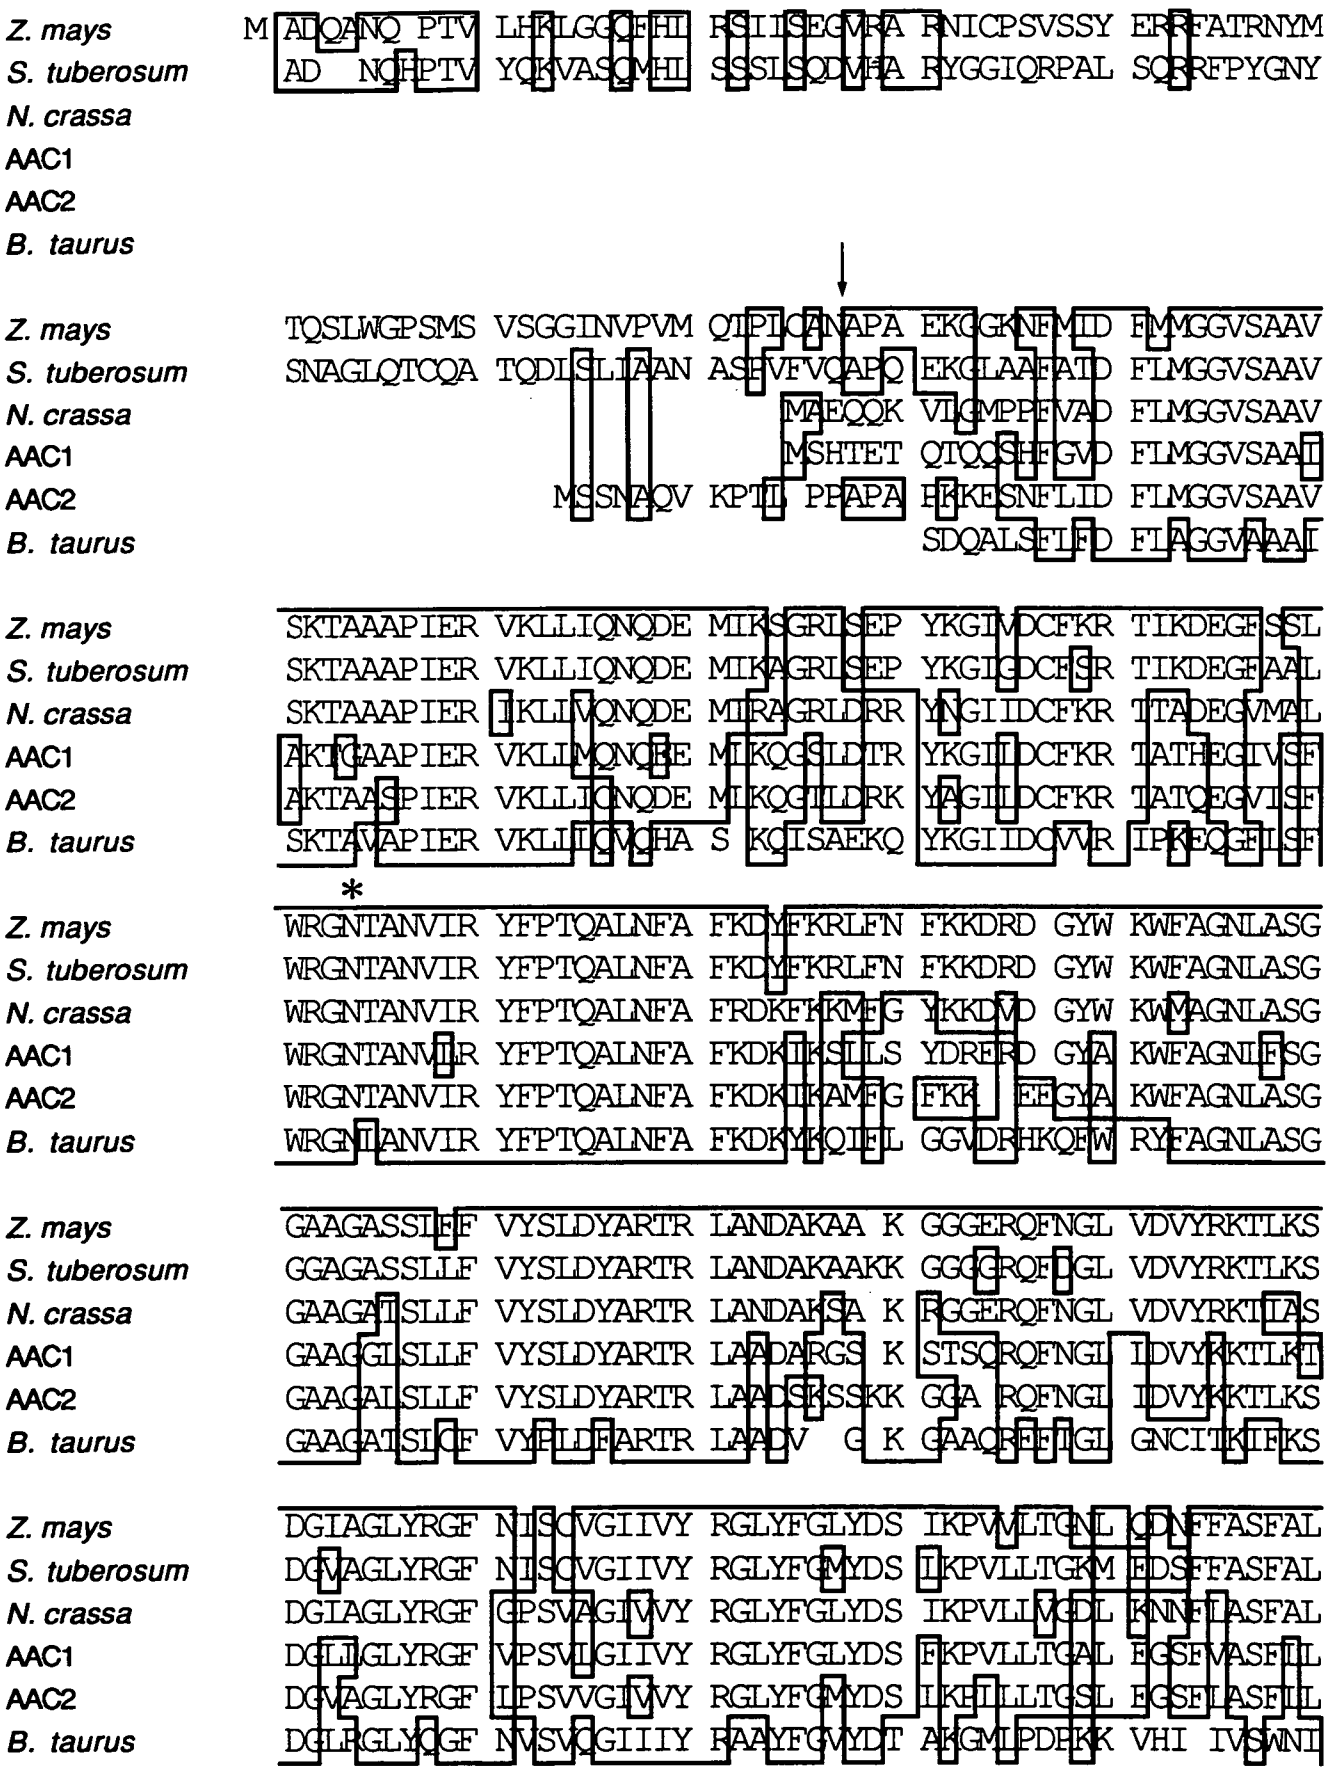 Z. mays M ADQANQ PTV LHKLGGQFHL RSIISEGVRA RNICPSVSSY ERRFATRNYM
S. tuberosum AD NQHPTV YQKVASQMHL SSSLSQDVHA RYGGIQRPAL SQRRFPYGNY
N. crassa
AAC1
AAC2
B. taurus
Z. mays TQSLWGPSMS VSGGINVPVM QTPLCANAPA EKGGKNFMID FMMGGVSAAV
S. tuberosum SNAGLQTCQA TQDLSLIAAN ASPVFVQAPQ EKGLAAFATD FLMGGVSAAV
N. crassa MAEQQK VLGMPPFVAD FLMGGVSAAV
AAC1 MSHTET QTQQSHFGVD FLMGGVSAAI
AAC2 MSSNAQV KPTL PPAPA PKKESNFLID FLMGGVSAAV
B. taurus SDQALSFLFD FLAGGVAAAI
Z. mays SKTAAAPIER VKLLIQNQDE MIKSGRLSEP YKGIVDCFKR TIKDEGFSSL
S. tuberosum SKTAAAPIER VKLLIQNQDE MIKAGRLSEP YKGIGDCFSR TIKDEGFAAL
N. crassa SKTAAAPIER IKLLVQNQDE MIRAGRLDRR YNGIIDCFKR TTADEGVMAL
AAC1 AKTGAAPIER VKLLMQNQEE MLKQGSLDTR YKGILDCFKR TATHEGIVSF
AAC2 AKTAASPIER VKLLIQNQDE MLKQGTLDRK YAGILDCFKR TATQEGVISF
B. taurus SKTAVAPIER VKLLLQVQHA S KQISAEKQ YKGIIDCVVR IPKEQGFLSF
*
Z. mays WRGNTANVIR YFPTQALNFA FKDYFKRLFN FKKDRD GYW KWFAGNLASG
S. tuberosum WRGNTANVIR YFPTQALNFA FKDYFKRLFN FKKDRD GYW KWFAGNLASG
N. crassa WRGNTANVIR YFPTQALNFA FRDKFKKMFG YKKDVD GYW KWMAGNLASG
AAC1 WRGNTANVLR YFPTQALNFA FKDKIKSLLS YDRERD GYA KWFAGNLFSG
AAC2 WRGNTANVIR YFPTQALNFA FKDKIKAMFG FKK EEGYA KWFAGNLASG
B. taurus WRGNLANVIR YFPTQALNFA FKDKYKQIFL GGVDRHKQFW RYFAGNLASG
Z. mays GAAGASSLFF VYSLDYARTR LANDAKAA K GGGERQFNGL VDVYRKTLKS
S. tuberosum GGAGASSLLF VYSLDYARTR LANDAKAAKK GGGGRQFDGL VDVYRKTLKS
N. crassa GAAGATSLLF VYSLDYARTR LANDAKSA K RGGERQFNGL VDVYRKTIAS
AAC1 GAAGGLSLLF VYSLDYARTR LAADARGS K STSQRQFNGL LDVYKKTLKT
AAC2 GAAGALSLLF VYSLDYARTR LAADSKSSKK GGA RQFNGL IDVYKKTLKS
B. taurus GAAGATSLCF VYPLDFARTR LAADV G K GAAQREFTGL GNCITKIFKS
Z. mays DGIAGLYRGF NISCVGIIVY RGLYFGLYDS IKPVVLTGNL QDNFFASFAL
S. tuberosum DGVAGLYRGF NISCVGIIVY RGLYFGMYDS LKPVLLTGKM EDSFFASFAL
N. crassa DGIAGLYRGF GPSVAGIVVY RGLYFGLYDS IKPVLLVGDL KNNFLASFAL
AAC1 DGLLGLYRGF VPSVLGIIVY RGLYFGLYDS FKPVLLTGAL EGSFVASFLL
AAC2 DGVAGLYRGF LPSVVGIVVY RGLYFGMYDS LKPLLLTGSL EGSFLASFLL
B. taurus DGLRGLYQGF NVSVQGIIIY RAAYFGVYDT AKGMLPDPKK VHI IVSWNI